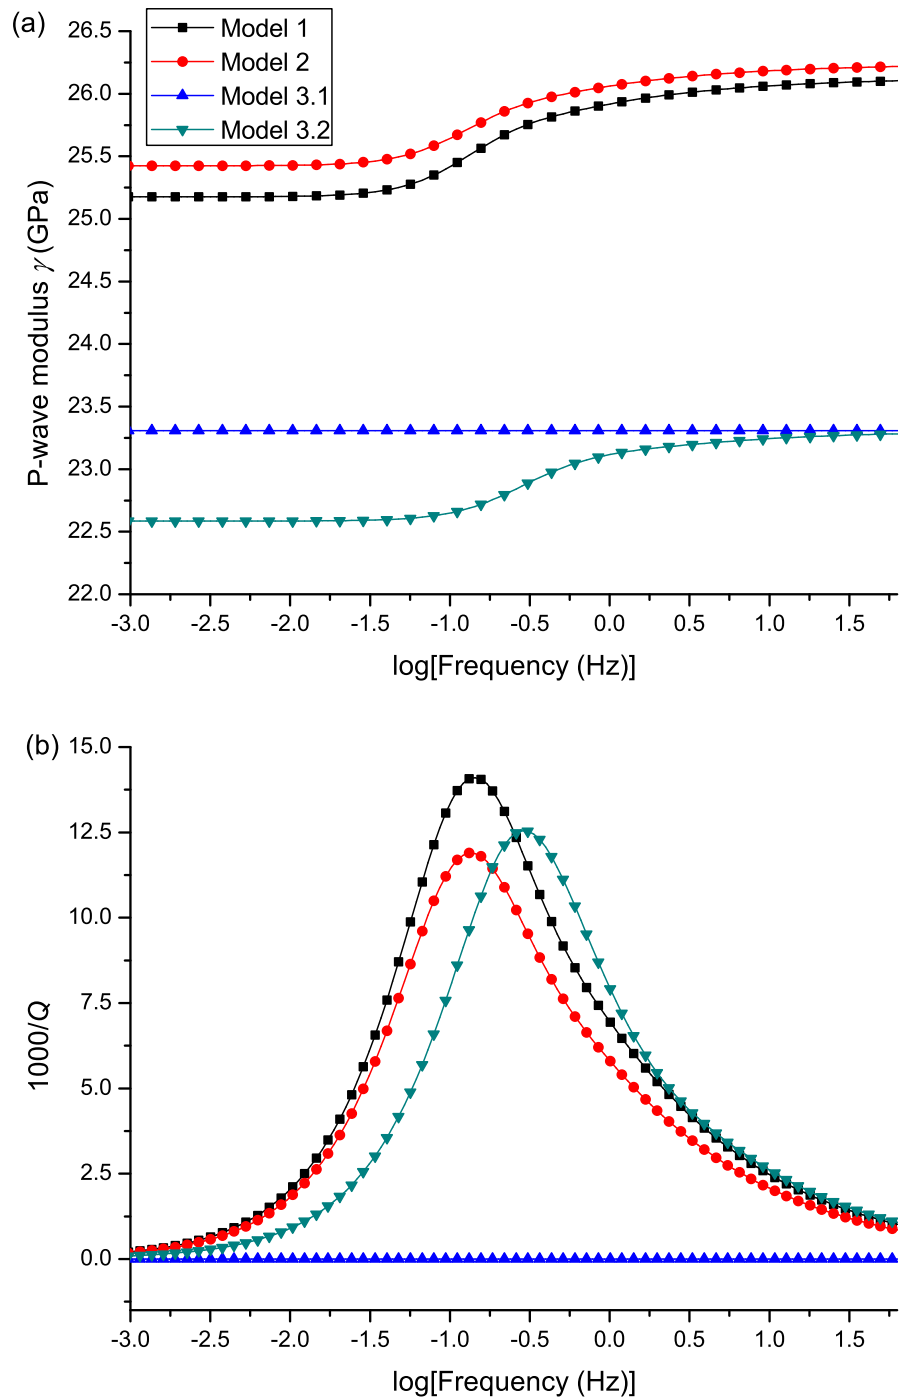 (a)
Model 1
Model 2
Model 3.1
Model 3.2
26.5
26.0
25.5
25.0
24.5
24.0
23.5
23.0
22.5
22.0
P-wave modulus γ (GPa)
-3.0 -2.5 -2.0 -1.5 -1.0 -0.5 0.0 0.5 1.0 1.5
log[Frequency (Hz)]
(b)
15.0
12.5
10.0
7.5
5.0
2.5
0.0
1000/Q
-3.0 -2.5 -2.0 -1.5 -1.0 -0.5 0.0 0.5 1.0 1.5
log[Frequency (Hz)]